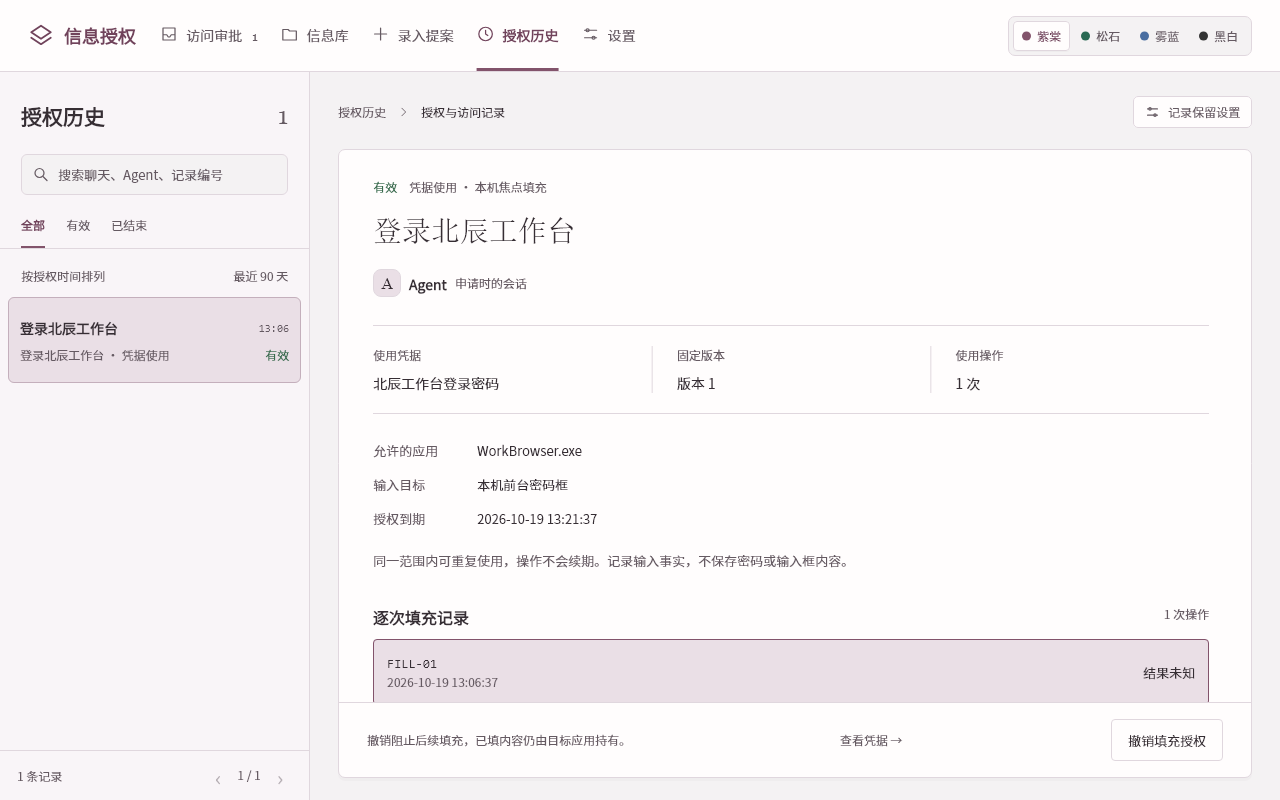 信息授权
访问审批 1
信息库
录入提案
授权历史
设置
紫棠
松石
雾蓝
黑白
授权历史 1
搜索聊天、Agent、记录编号
全部 有效 已结束
按授权时间排列 最近 90 天
登录北辰工作台 13:06
登录北辰工作台 · 凭据使用 有效
1 条记录 ‹ 1 / 1 ›
授权历史 > 授权与访问记录
记录保留设置
有效 凭据使用 · 本机焦点填充
登录北辰工作台
A Agent 申请时的会话
使用凭据 固定版本 使用操作
北辰工作台登录密码 版本 1 1 次
允许的应用 WorkBrowser.exe
输入目标 本机前台密码框
授权到期 2026-10-19 13:21:37
同一范围内可重复使用，操作不会续期。记录输入事实，不保存密码或输入框内容。
逐次填充记录 1 次操作
FILL-01
2026-10-19 13:06:37
结果未知
撤销阻止后续填充，已填内容仍由目标应用持有。
查看凭据 →
撤销填充授权